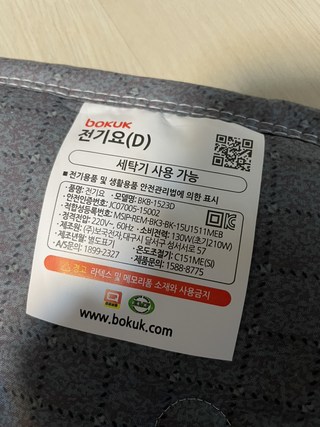 bokuk
전기요(D)
세탁기 사용 가능
■ 전기용품 및 생활용품 안전관리법에 의한 표시
· 품명: 전기요 · 모델명: BKB-1523D
· 안전인증번호: JC07005-15002
· 적합성등록번호: MSIP-REM-BK3-BK-15U1511MEB
· 정격전압: 220V~, 60Hz · 소비전력: 130W(초기210W)
· 제조원: (주)보국전자, 대구시 달서구 성서서로 57
· 제조년월: 별도표기 · 온도조절기: C151ME(SI)
· A/S문의: 1899-2327 · 제품문의: 1588-8775
경고 라텍스 및 메모리폼 소재와 사용금지
www.bokuk.com